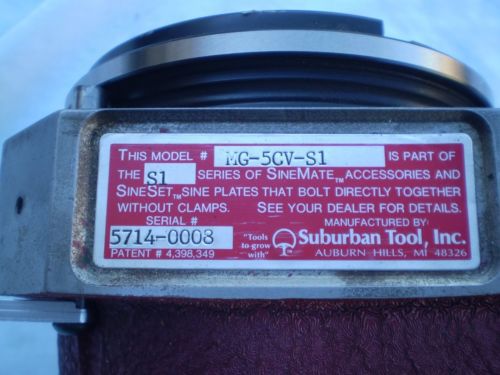 THIS MODEL # MG-5CV-S1 IS PART OF
THE S1 SERIES OF SINEMATE™ ACCESSORIES AND
SINESET™ SINE PLATES THAT BOLT DIRECTLY TOGETHER
WITHOUT CLAMPS. SEE YOUR DEALER FOR DETAILS.
SERIAL #
5714-0008
PATENT # 4,398,349
"Tools
to grow
with"
MANUFACTURED BY:
Suburban Tool, Inc.
AUBURN HILLS, MI 48326